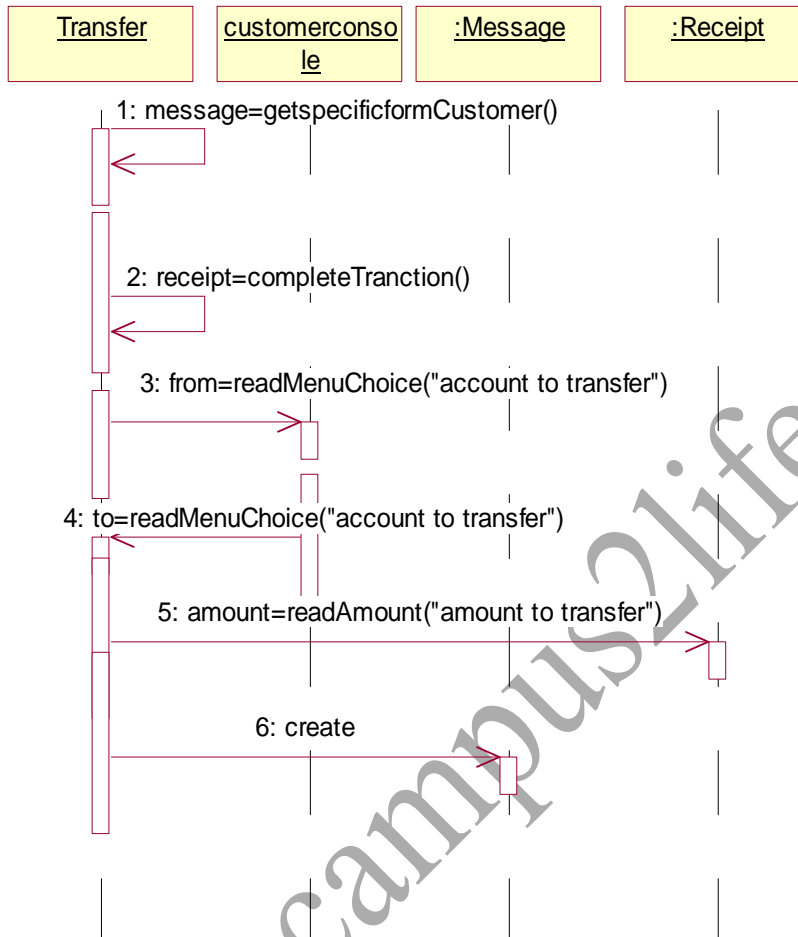 Transfer
customerconso
le
:Message
:Receipt
1: message=getspecificformCustomer()
2: receipt=completeTranction()
3: from=readMenuChoice("account to transfer")
4: to=readMenuChoice("account to transfer")
5: amount=readAmount("amount to transfer")
6: create
campus2life